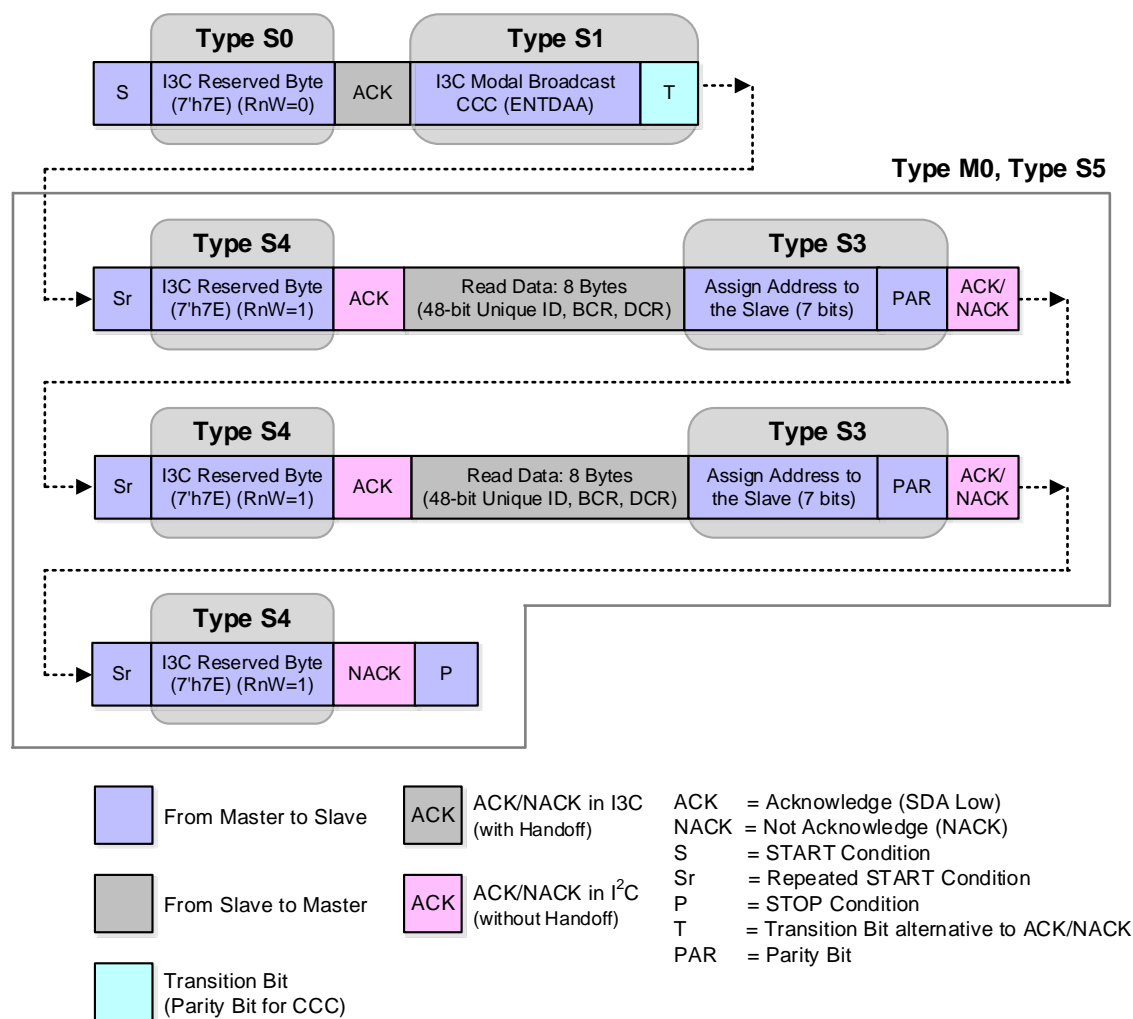 Type S0
Type S1
S
I3C Reserved Byte
(7'h7E) (RnW=0)
ACK
I3C Modal Broadcast
CCC (ENTDAA)
T
Type M0, Type S5
Type S4
Type S3
Sr
I3C Reserved Byte
(7'h7E) (RnW=1)
ACK
Read Data: 8 Bytes
(48-bit Unique ID, BCR, DCR)
Assign Address to
the Slave (7 bits)
PAR
ACK/
NACK
Type S4
Type S3
Sr
I3C Reserved Byte
(7'h7E) (RnW=1)
ACK
Read Data: 8 Bytes
(48-bit Unique ID, BCR, DCR)
Assign Address to
the Slave (7 bits)
PAR
ACK/
NACK
Type S4
Sr
I3C Reserved Byte
(7'h7E) (RnW=1)
NACK
P
From Master to Slave
From Slave to Master
Transition Bit
(Parity Bit for CCC)
ACK
ACK/NACK in I3C
(with Handoff)
ACK
ACK/NACK in I²C
(without Handoff)
ACK = Acknowledge (SDA Low)
NACK = Not Acknowledge (NACK)
S = START Condition
Sr = Repeated START Condition
P = STOP Condition
T = Transition Bit alternative to ACK/NACK
PAR = Parity Bit